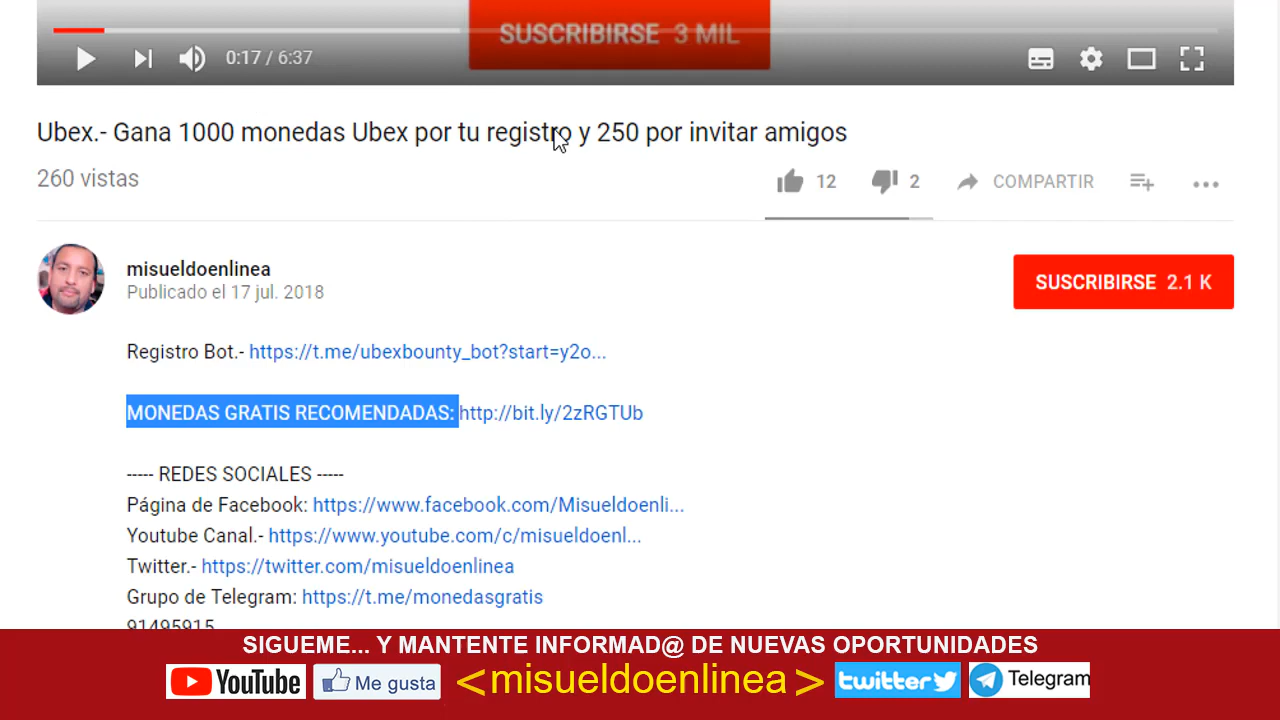 SUSCRIBIRSE 3 MIL
0:17 / 6:37
Ubex.- Gana 1000 monedas Ubex por tu registro y 250 por invitar amigos
260 vistas
12 2 COMPARTIR
misueldoenlinea
Publicado el 17 jul. 2018
SUSCRIBIRSE 2.1 K
Registro Bot.- https://t.me/ubexbounty_bot?start=y2o...
MONEDAS GRATIS RECOMENDADAS: http://bit.ly/2zRGTUb
----- REDES SOCIALES -----
Página de Facebook: https://www.facebook.com/Misueldoenli...
Youtube Canal.- https://www.youtube.com/c/misueldoenl...
Twitter.- https://twitter.com/misueldoenlinea
Grupo de Telegram: https://t.me/monedasgratis
91495915
SIGUEME... Y MANTENTE INFORMAD@ DE NUEVAS OPORTUNIDADES
YouTube Me gusta <misueldoenlinea> twitter Telegram